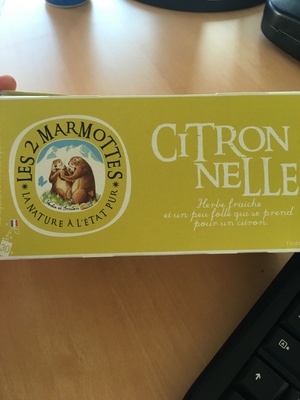 LES 2 MARMOTTES
LA NATURE À L'ÉTAT PUR
CITRON
NELLE
Herbe fraîche
et un peu folle qui se prend
pour un citron